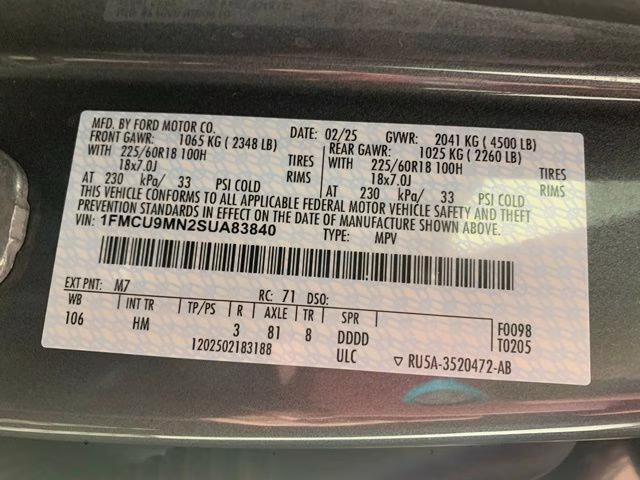 MFD. BY FORD MOTOR CO. DATE: 02/25 GVWR: 2041 KG ( 4500 LB)
FRONT GAWR: 1065 KG ( 2348 LB) REAR GAWR: 1025 KG ( 2260 LB)
WITH 225/60R18 100H TIRES WITH 225/60R18 100H TIRES
18x7.0J RIMS 18x7.0J RIMS
AT 230 kPa/ 33 PSI COLD AT 230 kPa/ 33 PSI COLD
THIS VEHICLE CONFORMS TO ALL APPLICABLE FEDERAL MOTOR VEHICLE SAFETY AND THEFT
PREVENTION STANDARDS IN EFFECT ON THE DATE OF MANUFACTURE SHOWN ABOVE.
VIN: 1FMCU9MN2SUA83840
TYPE: MPV
EXT PNT: M7 RC: 71 DSO:
WB INT TR TP/PS R AXLE TR SPR
106 HM 3 81 8 DDDD F0098
1202502183188 ULC T0205
RU5A-3520472-AB